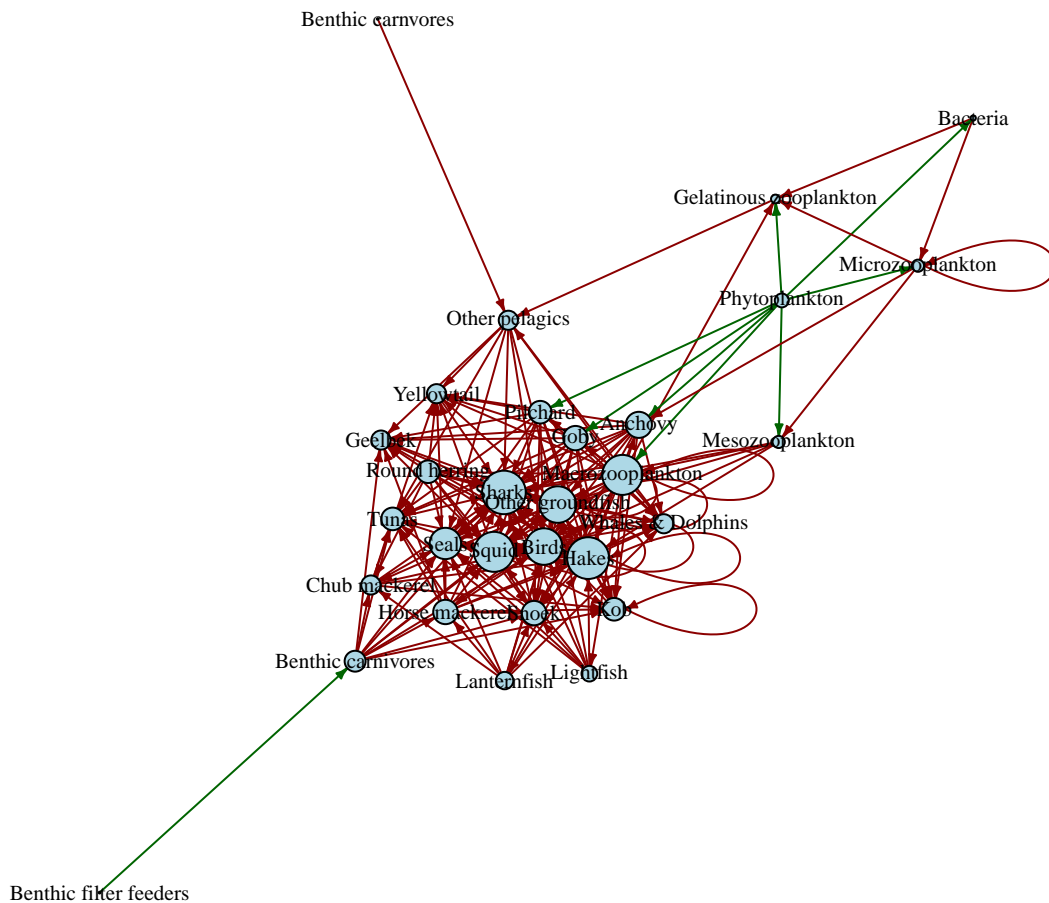 Benthic carnvores
Bacteria
Gelatinous zooplankton
Microzooplankton
Phytoplankton
Other pelagics
Yellowtail
Pilchard
Anchovy
Goby
Geelbek
Mesozooplankton
Round herring
Macrozooplankton
Sharks
Other groundfish
Tunas
Whales & Dolphins
Seals
Squid
Birds
Hakes
Chub mackerel
Horse mackerel
Snoek
Kob
Benthic carnivores
Lanternfish
Lightfish
Benthic filter feeders